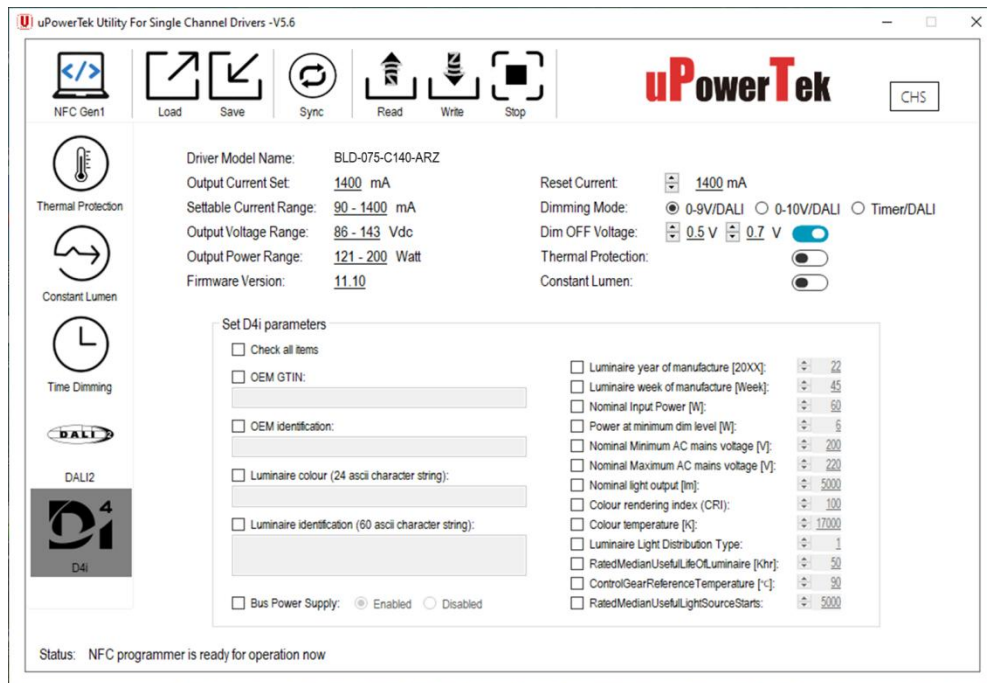 uPowerTek Utility For Single Channel Drivers -V5.6
</>
NFC Gen1
Load
Save
Sync
Read
Write
Stop
uPowerTek
CHS
Thermal Protection
Constant Lumen
Time Dimming
DALI 2
DALI2
D4i
D4i
Driver Model Name: BLD-075-C140-ARZ
Output Current Set: 1400 mA
Settable Current Range: 90 - 1400 mA
Output Voltage Range: 86 - 143 Vdc
Output Power Range: 121 - 200 Watt
Firmware Version: 11.10
Reset Current: 1400 mA
Dimming Mode: 0-9V/DALI 0-10V/DALI Timer/DALI
Dim OFF Voltage: 0.5 V 0.7 V
Thermal Protection:
Constant Lumen:
Set D4i parameters
Check all items
OEM GTIN:
OEM identification:
Luminaire colour (24 ascii character string):
Luminaire identification (60 ascii character string):
Bus Power Supply: Enabled Disabled
Luminaire year of manufacture [20XX]: 22
Luminaire week of manufacture [Week]: 45
Nominal Input Power [W]: 60
Power at minimum dim level [W]: 6
Nominal Minimum AC mains voltage [V]: 200
Nominal Maximum AC mains voltage [V]: 220
Nominal light output [lm]: 5000
Colour rendering index (CRI): 100
Colour temperature [K]: 17000
Luminaire Light Distribution Type: 1
RatedMedianUsefulLifeOfLuminaire [Khr]: 50
ControlGearReferenceTemperature [℃]: 90
RatedMedianUsefulLightSourceStarts: 5000
Status: NFC programmer is ready for operation now